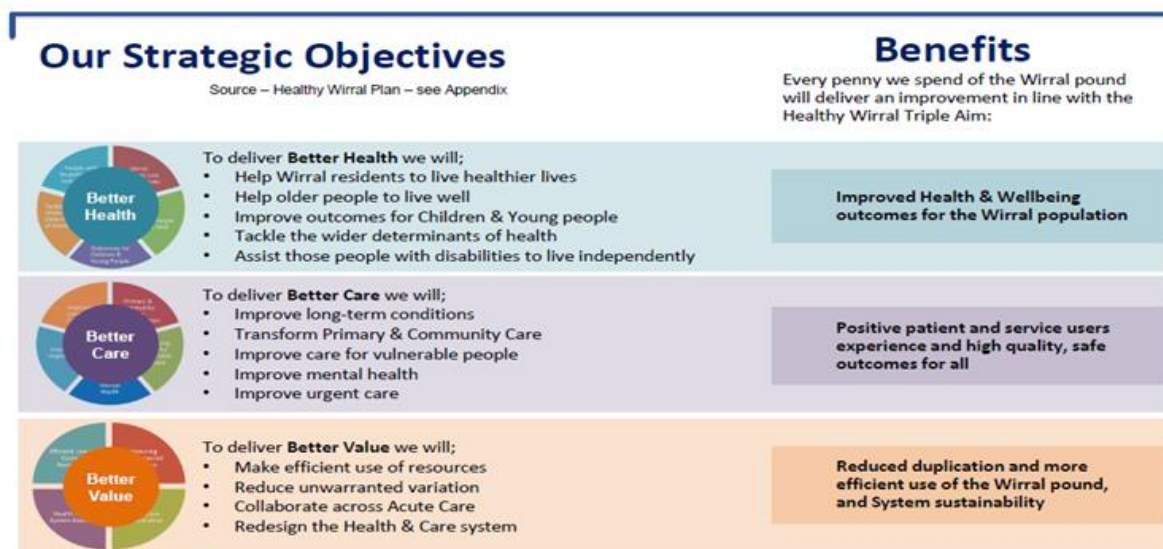 Our Strategic Objectives
Source – Healthy Wirral Plan – see Appendix
Benefits
Every penny we spend of the Wirral pound
will deliver an improvement in line with the
Healthy Wirral Triple Aim:
Better
Health
To deliver Better Health we will;
• Help Wirral residents to live healthier lives
• Help older people to live well
• Improve outcomes for Children & Young people
• Tackle the wider determinants of health
• Assist those people with disabilities to live independently
Improved Health & Wellbeing
outcomes for the Wirral population
Better
Care
To deliver Better Care we will;
• Improve long-term conditions
• Transform Primary & Community Care
• Improve care for vulnerable people
• Improve mental health
• Improve urgent care
Positive patient and service users
experience and high quality, safe
outcomes for all
Better
Value
To deliver Better Value we will;
• Make efficient use of resources
• Reduce unwarranted variation
• Collaborate across Acute Care
• Redesign the Health & Care system
Reduced duplication and more
efficient use of the Wirral pound,
and System sustainability